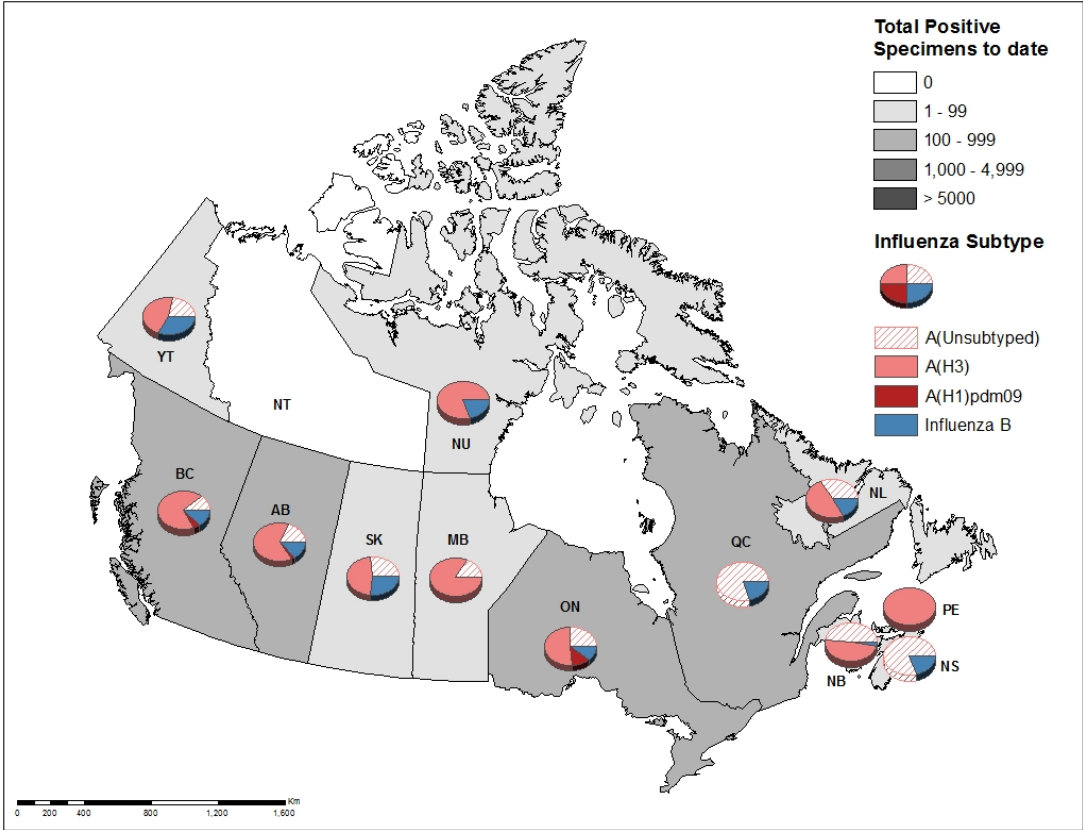 Total Positive
Specimens to date
0
1 - 99
100 - 999
1,000 - 4,999
> 5000
Influenza Subtype
A(Unsubtyped)
A(H3)
A(H1)pdm09
Influenza B
YT
NT
NU
BC
AB
SK
MB
ON
QC
NL
PE
NB
NS
Km
0 200 400 800 1,200 1,600